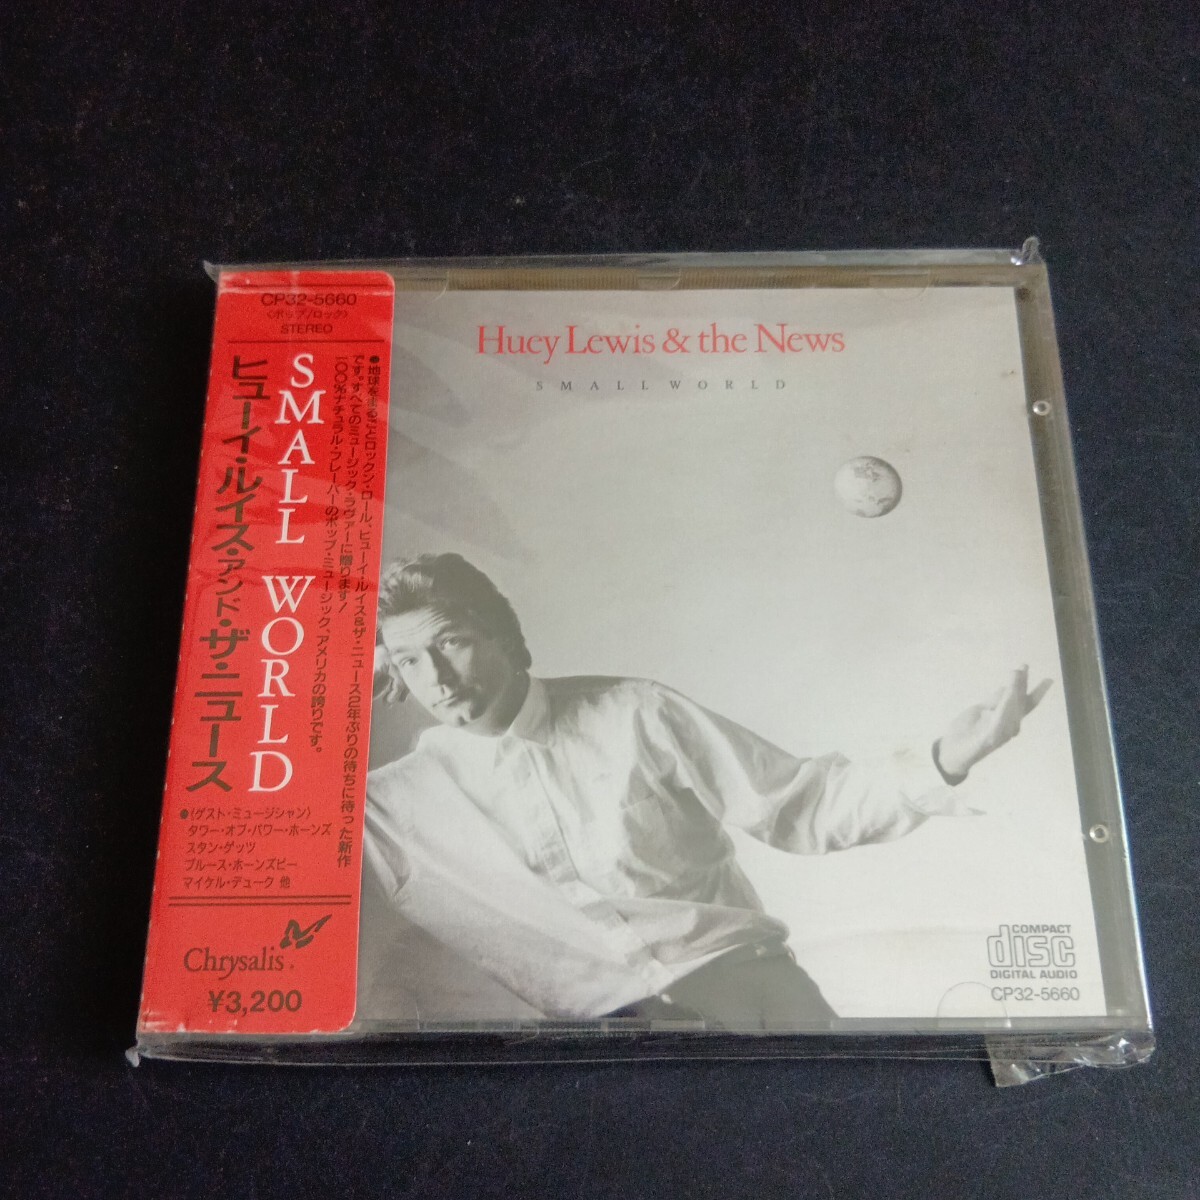 CP32-5660
〈ポップ/ロック〉
STEREO
SMALL WORLD
ヒューイ・ルイス・アンド・ザ・ニュース
●地球をまるごとロックン・ロール、ヒューイ・ルイス&ザ・ニュース2年ぶりの待ちに待った新作
です。すべてのミュージック・ラヴァーに贈ります!
100%ナチュラル・フレーバーのポップ・ミュージック、アメリカの誇りです。
●〈ゲスト・ミュージシャン〉
タワー・オブ・パワー・ホーンズ
スタン・ゲッツ
ブルース・ホーンズビー
マイケル・デューク 他
Chrysalis
¥3,200
Huey Lewis & the News
SMALL WORLD
COMPACT
disc
DIGITAL AUDIO
CP32-5660